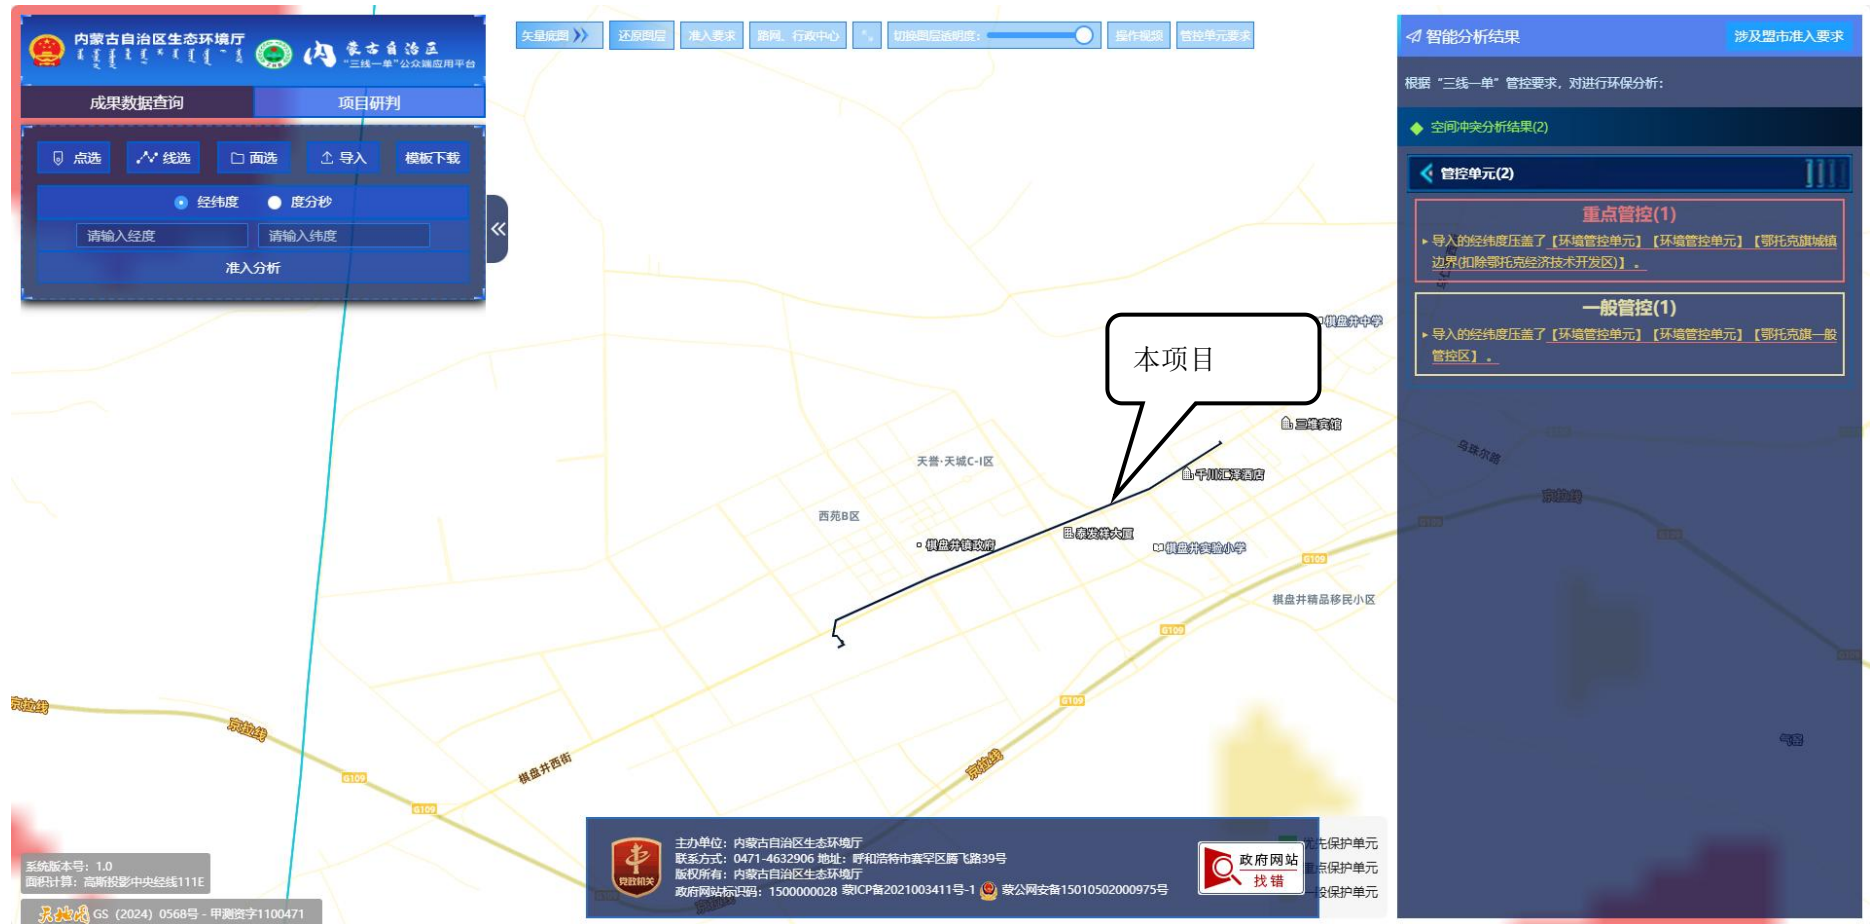 内蒙古自治区生态环境厅
蒙古自治区
"三线一单"公众端应用平台
成果数据查询
项目研判
点选
线选
面选
导入
模板下载
经纬度
度分秒
请输入经度
请输入纬度
准入分析
矢量底图
还原图层
准入要求
路网、行政中心
切换图层透明度：
操作视频
管控单元要求
智能分析结果
涉及盟市准入要求
根据“三线一单”管控要求，对进行环保分析：
空间冲突分析结果(2)
管控单元(2)
重点管控(1)
导入的经纬度压盖了【环境管控单元】【环境管控单元】【鄂托克旗城镇
边界(扣除鄂托克经济技术开发区)】。
一般管控(1)
导入的经纬度压盖了【环境管控单元】【环境管控单元】【鄂托克旗一般
管控区】。
棋盘井中学
本项目
三维宾馆
天誉·天城C-I区
千川汇泽酒店
乌珠尔路
京拉线
西苑B区
泰发祥大厦
棋盘井镇政府
棋盘井实验小学
G109
G109
G109
棋盘井精品移民小区
G109
G109
G109
京拉线
京拉线
棋盘井西街
京拉线
G109
G109
主办单位：内蒙古自治区生态环境厅
联系方式：0471-4632906 地址：呼和浩特市赛罕区腾飞路39号
版权所有：内蒙古自治区生态环境厅
政府网站标识码：1500000028 蒙ICP备2021003411号-1 蒙公网安备15010502000975号
党政机关
政府网站
找错
优先保护单元
重点保护单元
一般保护单元
系统版本号：1.0
面积计算：高斯投影中央经线111E
天地图 GS（2024）0568号 - 甲测资字1100471